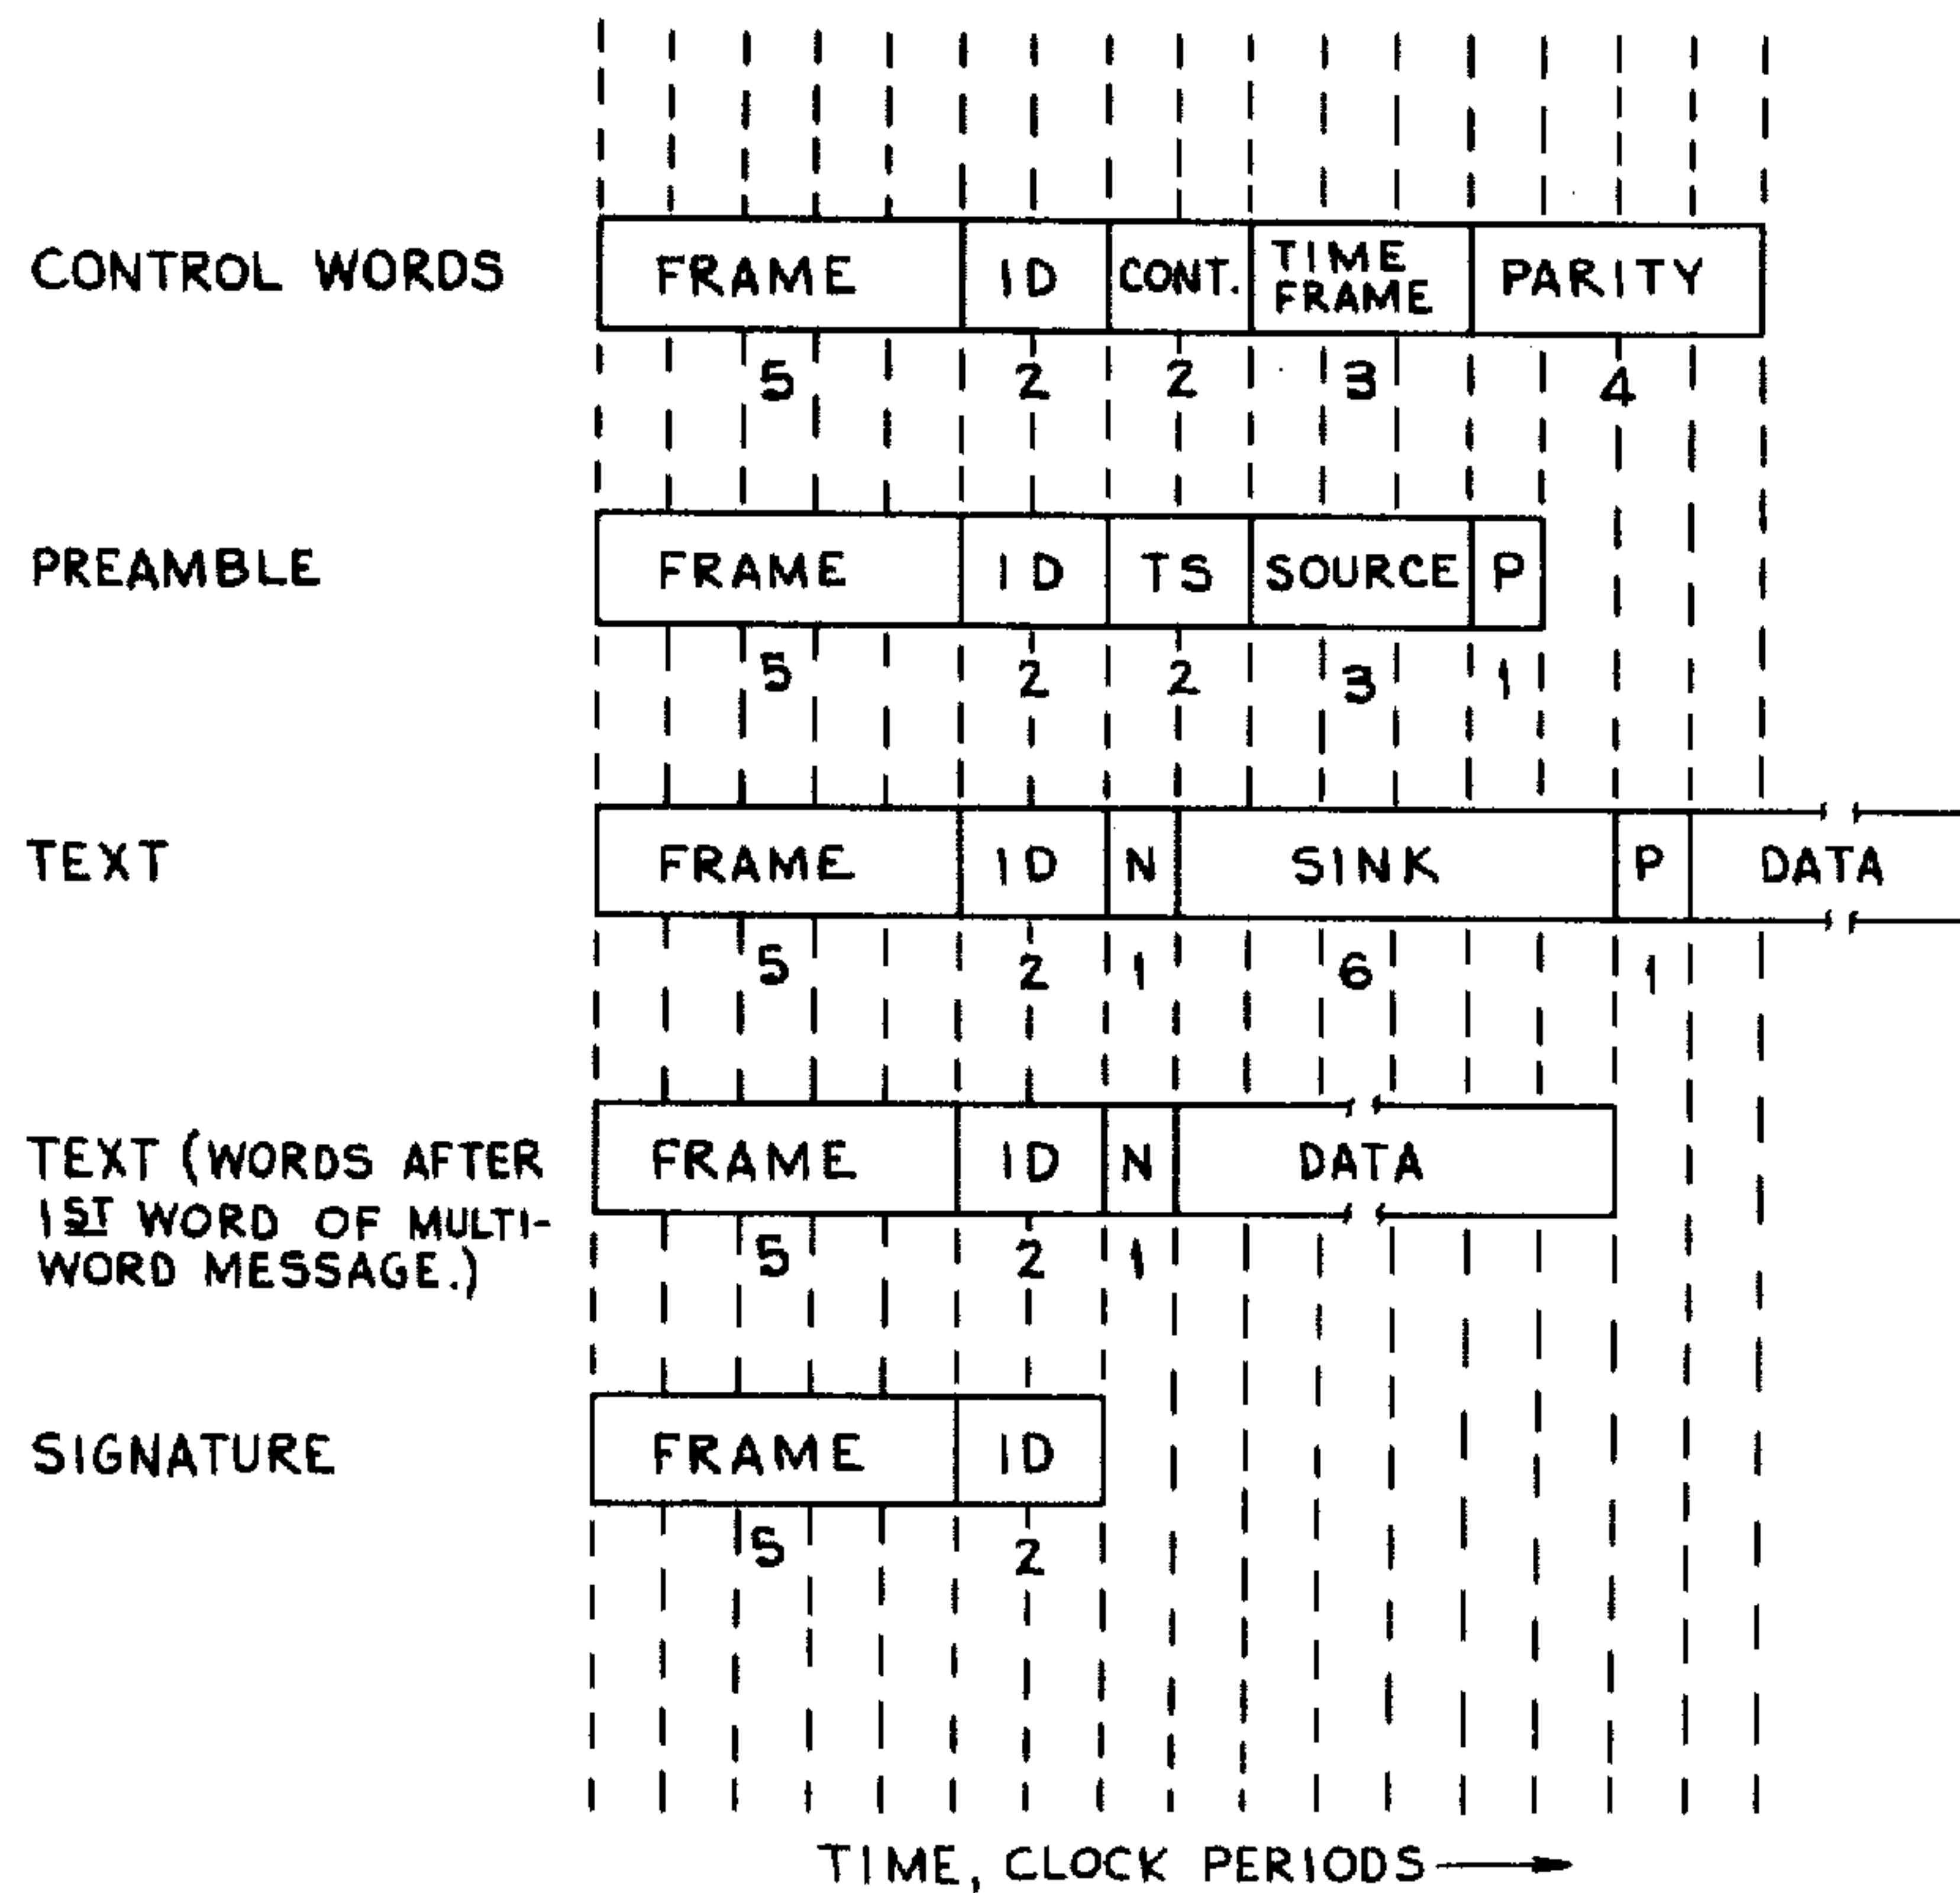 CONTROL WORDS
FRAME ID CONT. TIME FRAME PARITY
5 2 2 3 4
PREAMBLE
FRAME ID TS SOURCE P
5 2 2 3 1
TEXT
FRAME ID N SINK P DATA
5 2 1 6 1
TEXT (WORDS AFTER
1ST WORD OF MULTI-
WORD MESSAGE.)
FRAME ID N DATA
5 2 1
SIGNATURE
FRAME ID
5 2
TIME, CLOCK PERIODS